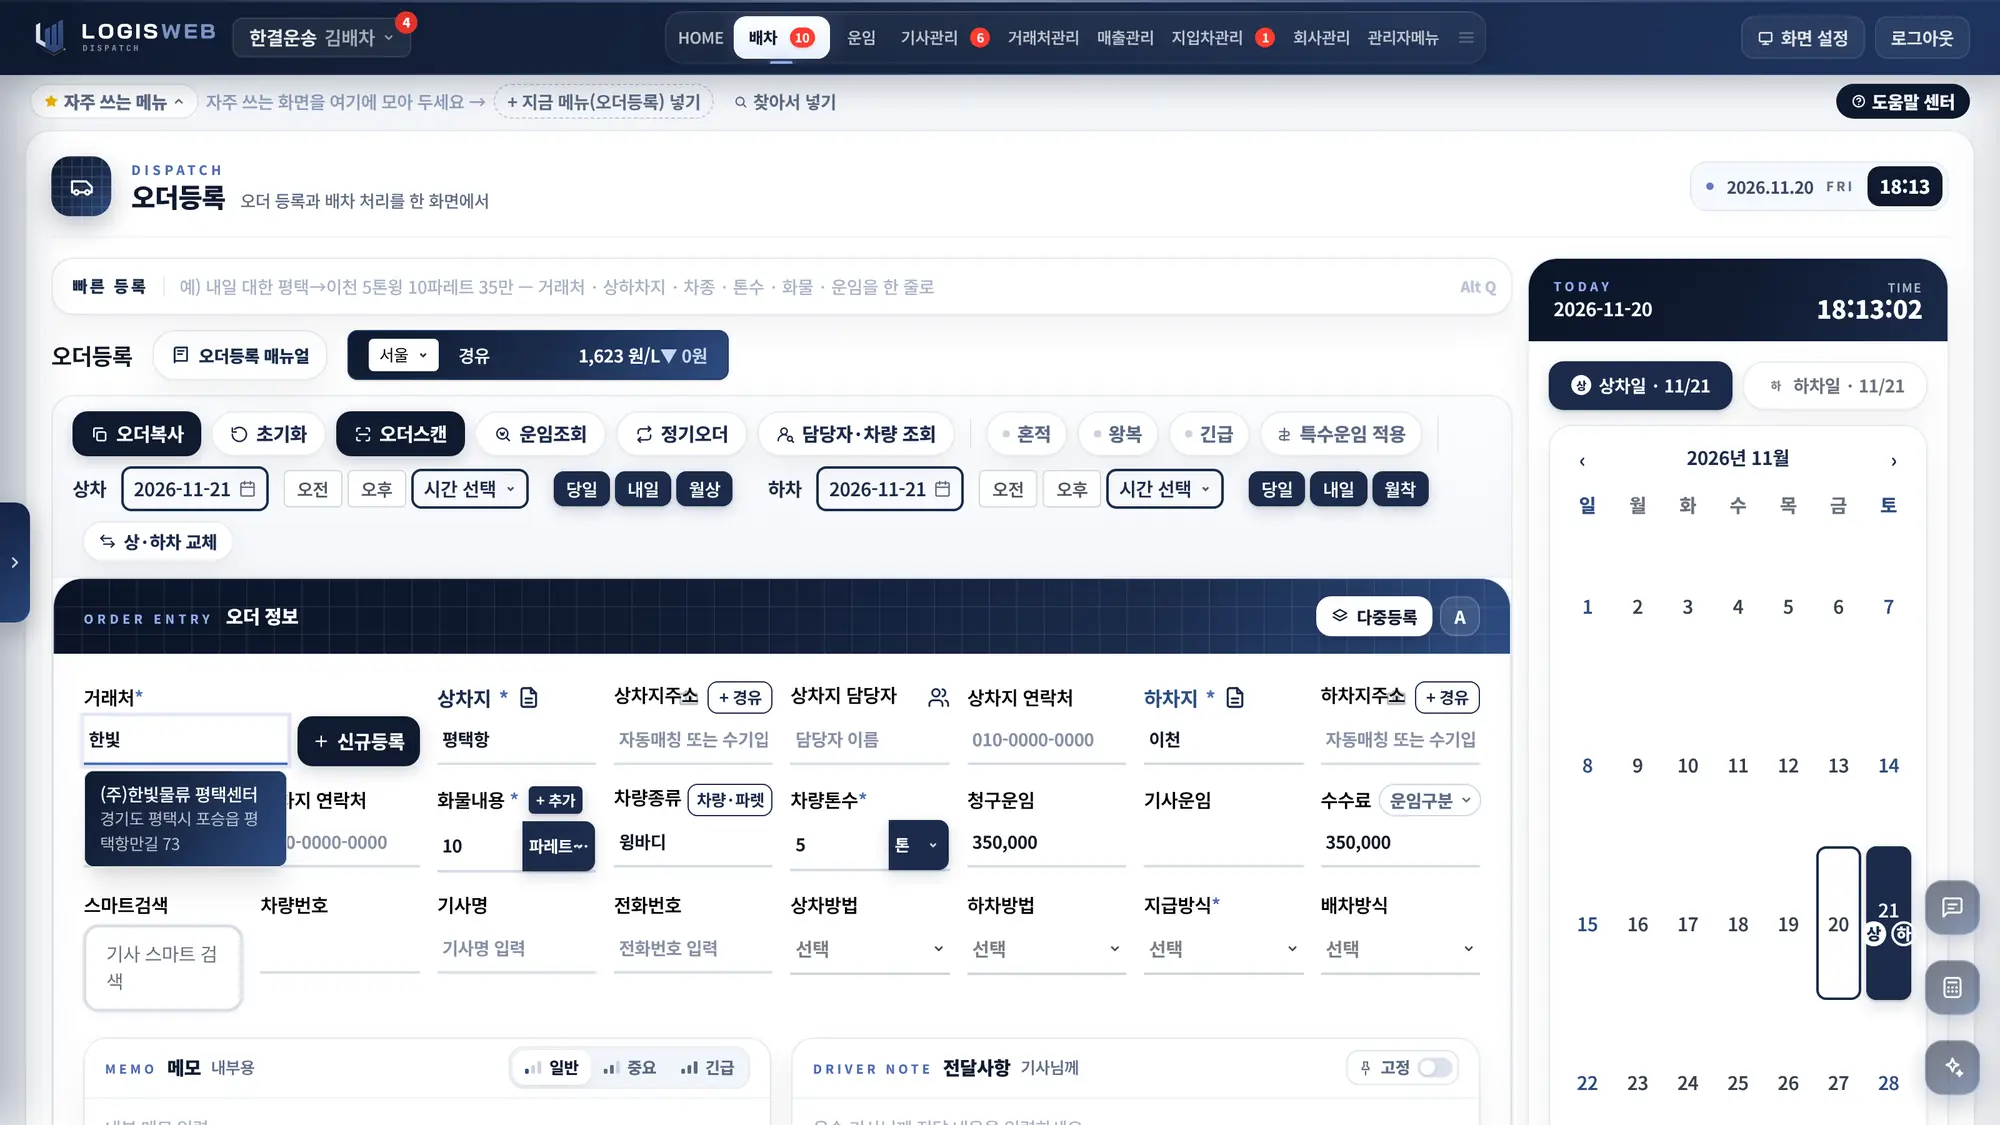 LOGISWEB
DISPATCH
한결운송 김배차
4
HOME 배차 10 운임 기사관리 6 거래처관리 매출관리 지입차관리 1 회사관리 관리자메뉴
화면 설정
로그아웃
자주 쓰는 메뉴
자주 쓰는 화면을 여기에 모아 두세요 →
+ 지금 메뉴(오더등록) 넣기
찾아서 넣기
도움말 센터
DISPATCH
오더등록 오더 등록과 배차 처리를 한 화면에서
2026.11.20 FRI 18:13
빠른 등록 예) 내일 대한 평택→이천 5톤윙 10파레트 35만 — 거래처 · 상하차지 · 차종 · 톤수 · 화물 · 운임을 한 줄로 Alt Q
오더등록 오더등록 매뉴얼 서울 경유 1,623 원/L▼ 0원
오더복사 초기화 오더스캔 운임조회 정기오더 담당자·차량 조회 혼적 왕복 긴급 특수운임 적용
상차 2026-11-21 오전 오후 시간 선택 당일 내일 월상 하차 2026-11-21 오전 오후 시간 선택 당일 내일 월착
상·하차 교체
ORDER ENTRY 오더 정보 다중등록 A
거래처* 상차지 * 상차지주소 + 경유 상차지 담당자 상차지 연락처 하차지 * 하차지주소 + 경유
한빛 + 신규등록 평택항 자동매칭 또는 수기입 담당자 이름 010-0000-0000 이천 자동매칭 또는 수기입
(주)한빛물류 평택센터
경기도 평택시 포승읍 평
택항만길 73
차지 연락처 화물내용 * + 추가 차량종류 차량·파렛 차량톤수* 청구운임 기사운임 수수료 운임구분
0-0000-0000 10 파레트 윙바디 5 톤 350,000 350,000
스마트검색 차량번호 기사명 전화번호 상차방법 하차방법 지급방식* 배차방식
기사 스마트 검
색
기사명 입력 전화번호 입력 선택 선택 선택 선택
MEMO 메모 내부용 일반 중요 긴급
DRIVER NOTE 전달사항 기사님께 고정
TODAY
2026-11-20
TIME
18:13:02
상 상차일 · 11/21
하 하차일 · 11/21
‹ 2026년 11월 ›
일 월 화 수 목 금 토
1 2 3 4 5 6 7
8 9 10 11 12 13 14
15 16 17 18 19 20 21
상 하
22 23 24 25 26 27 28